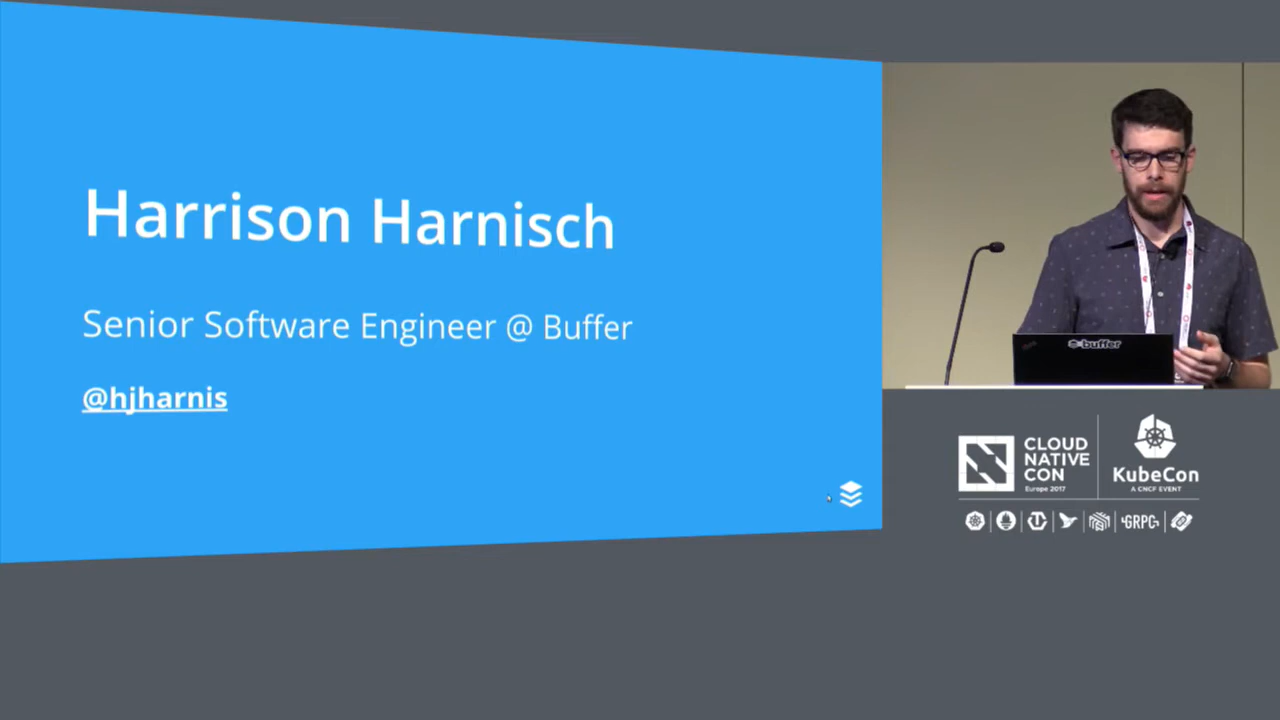 Harrison Harnisch
Senior Software Engineer @ Buffer
@hjharnis
buffer
CLOUD
NATIVE
CON
Europe 2017
KubeCon
A CNCF EVENT
GRPC